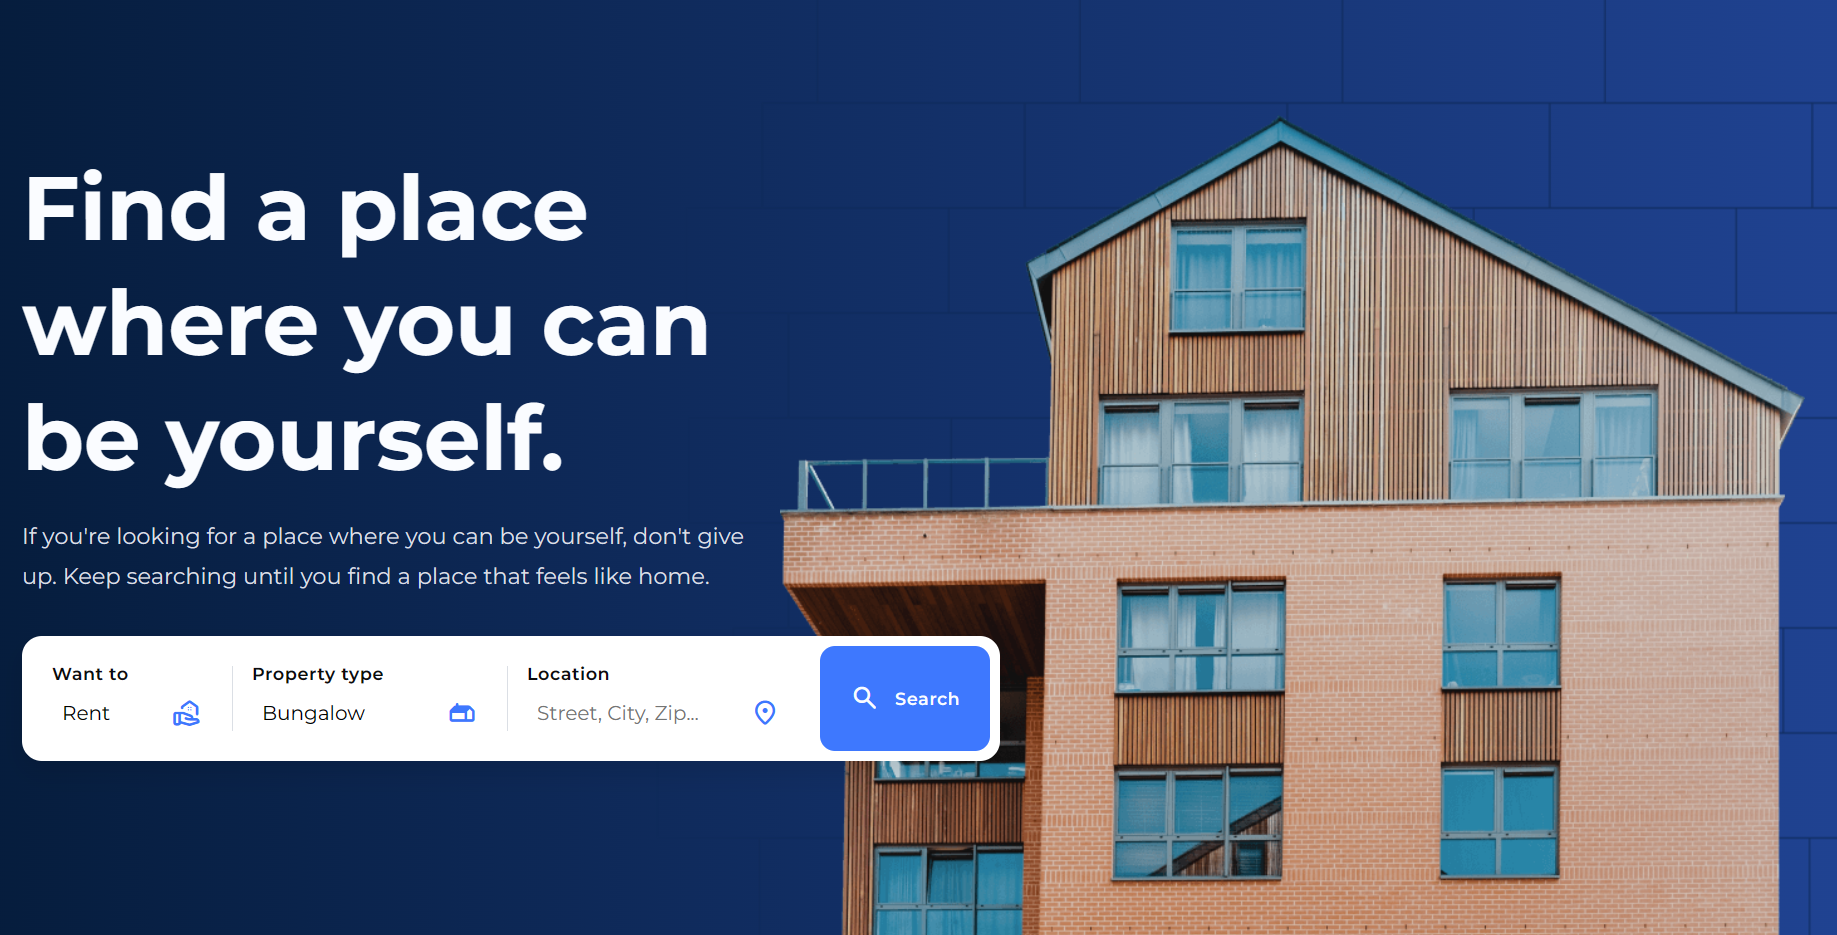 Find a place
where you can
be yourself.
If you're looking for a place where you can be yourself, don't give
up. Keep searching until you find a place that feels like home.
Want to
Rent
Property type
Bungalow
Location
Street, City, Zip...
Search